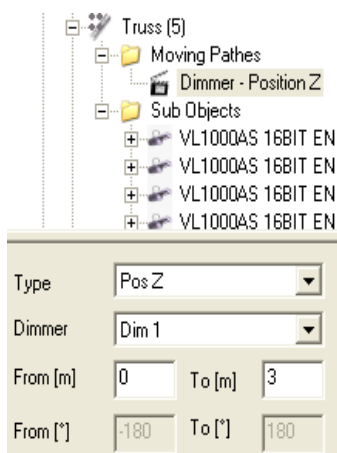 Truss (5)
Moving Pathes
Dimmer - Position Z
Sub Objects
VL1000AS 16BIT EN
VL1000AS 16BIT EN
VL1000AS 16BIT EN
VL1000AS 16BIT EN
Type Pos Z
Dimmer Dim 1
From [m] 0 To [m] 3
From [°] -180 To [°] 180